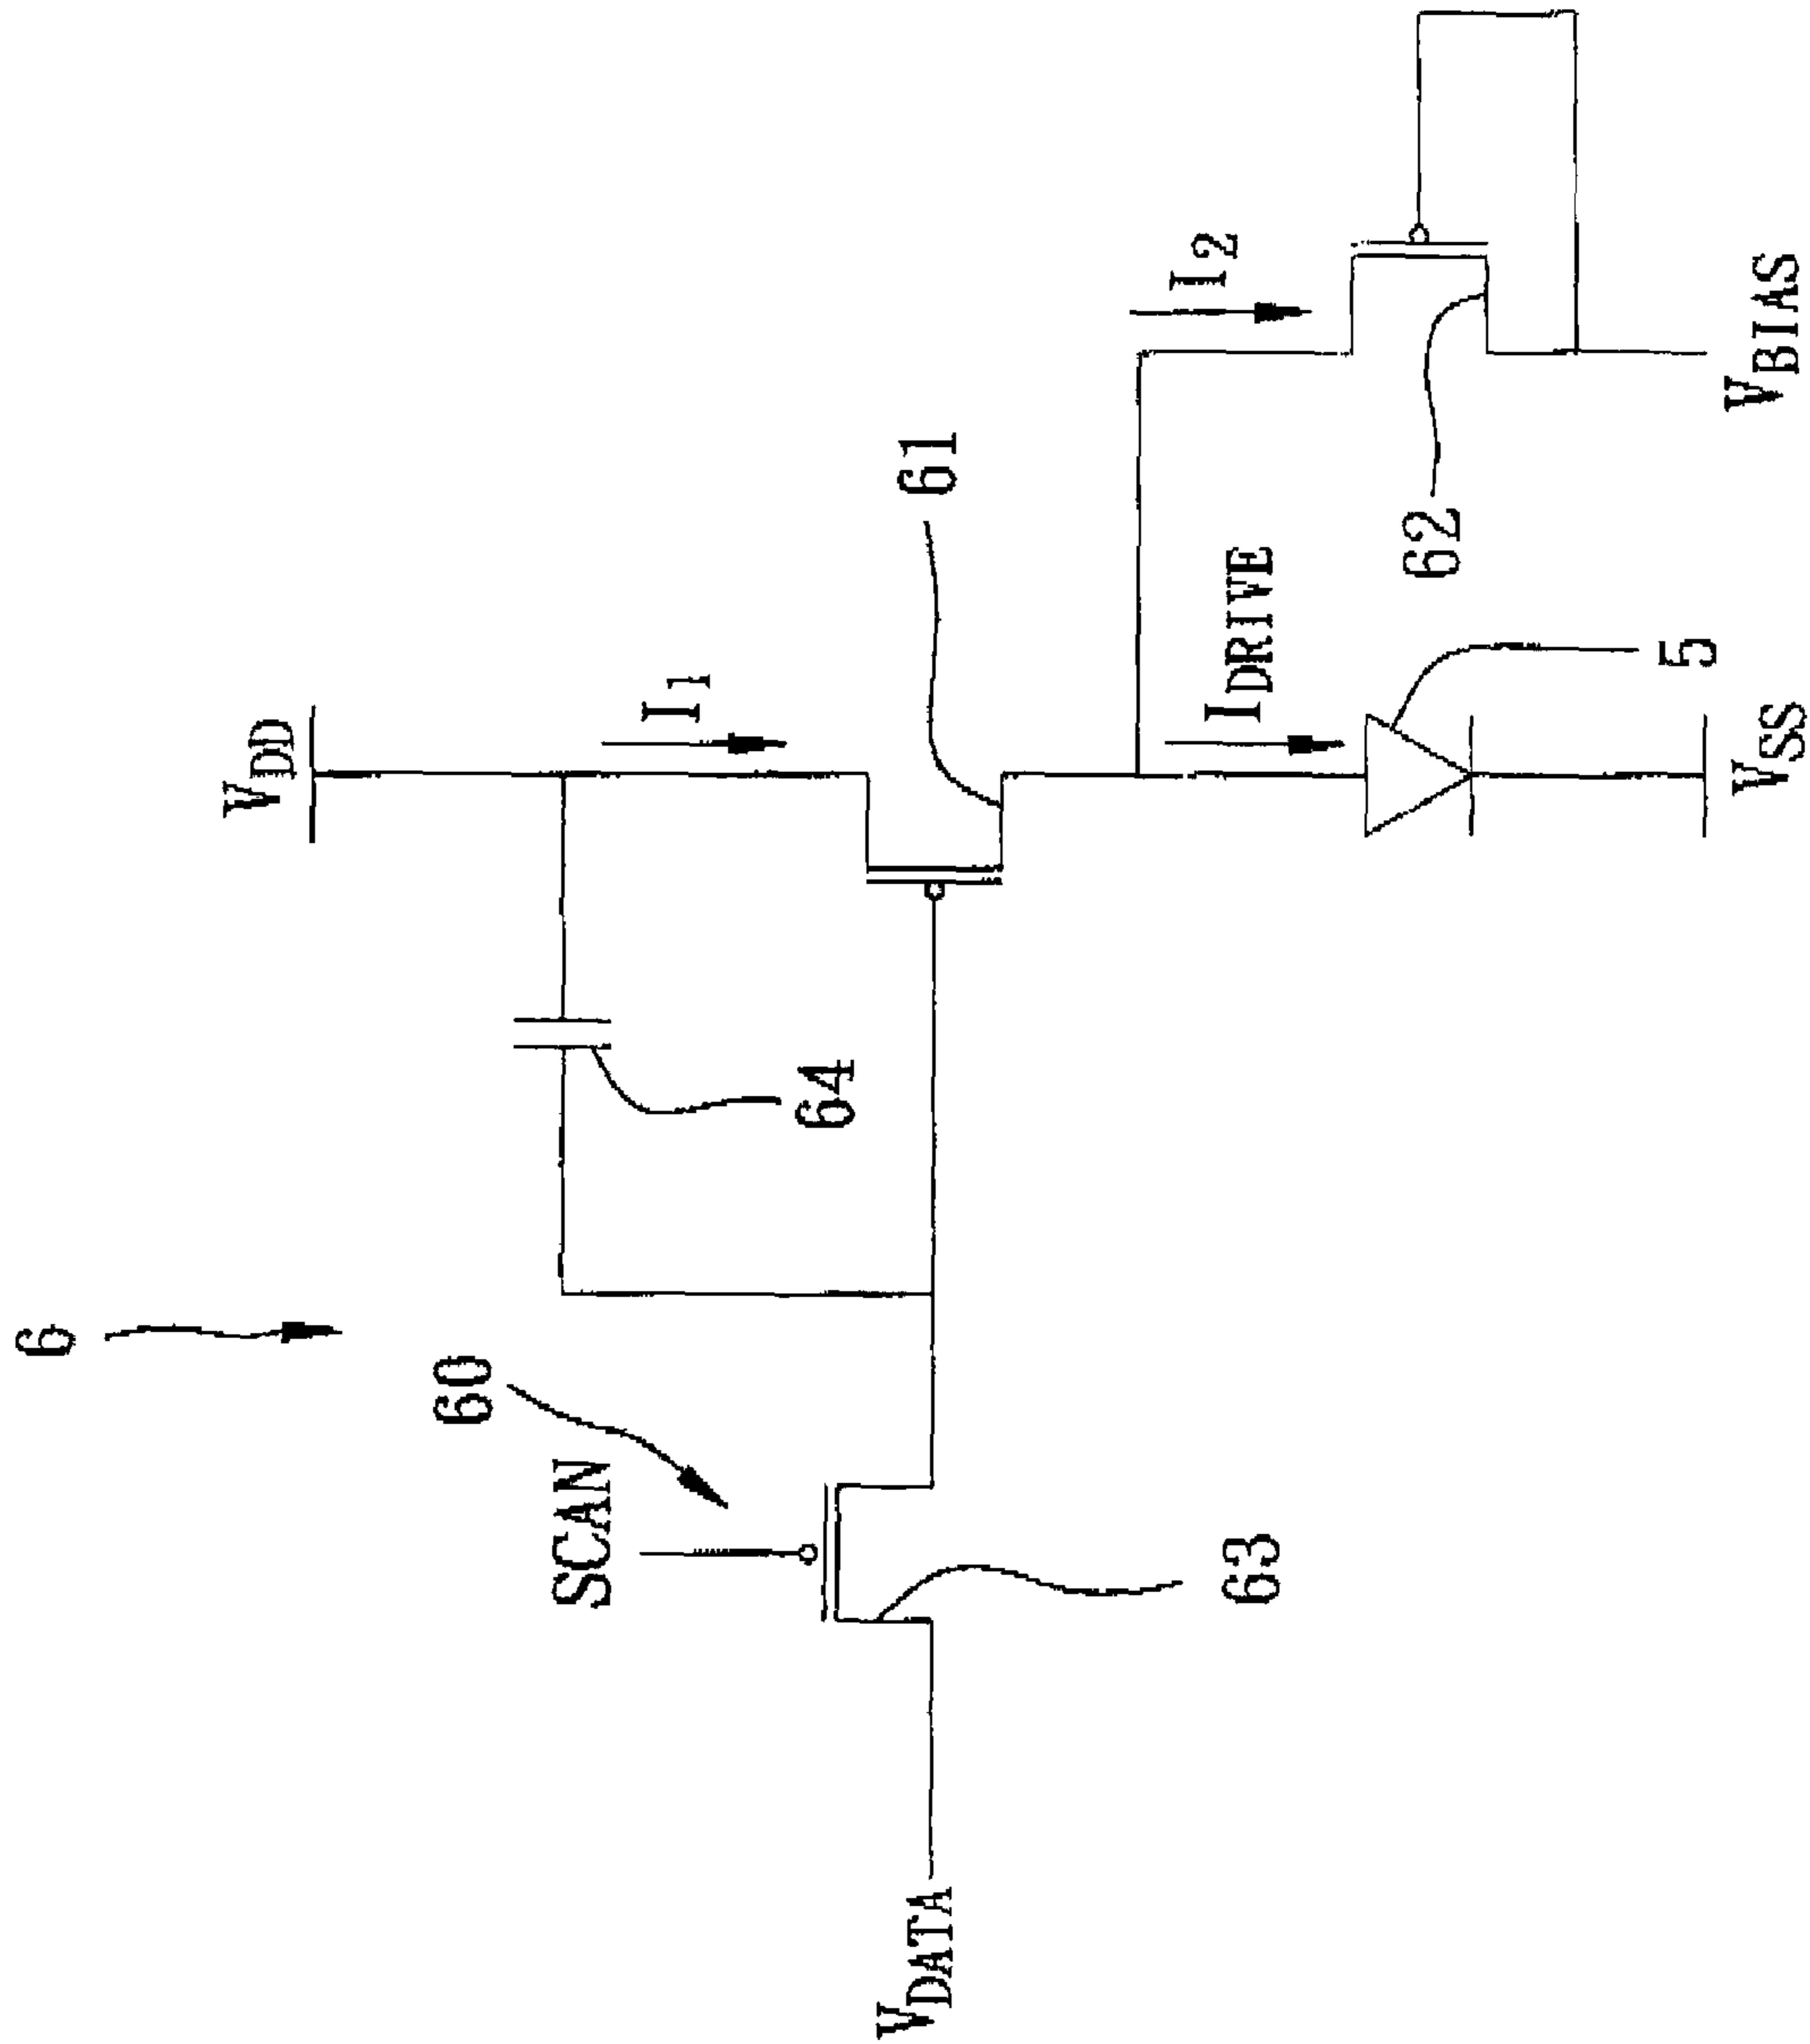 6
V_DD
I_1
64
60
SCAN
61
I_2
I_DRIVE
V_DATA
63
62
5
V_SS
V_BIAS